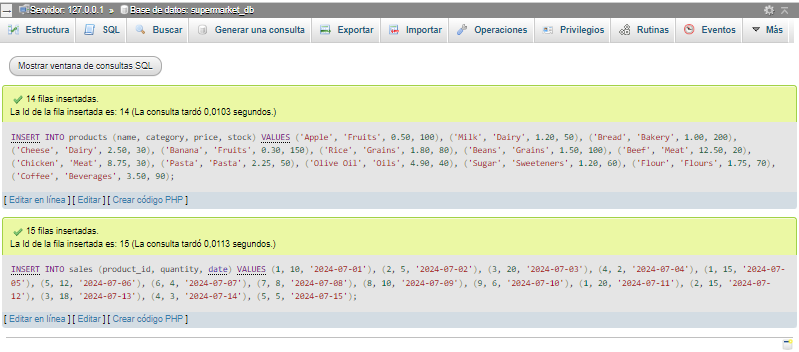 Servidor: 127.0.0.1 » Base de datos: supermarket_db
Estructura SQL Buscar Generar una consulta Exportar Importar Operaciones Privilegios Rutinas Eventos Más
Mostrar ventana de consultas SQL
14 filas insertadas.
La Id de la fila insertada es: 14 (La consulta tardó 0,0103 segundos.)
INSERT INTO products (name, category, price, stock) VALUES ('Apple', 'Fruits', 0.50, 100), ('Milk', 'Dairy', 1.20, 50), ('Bread', 'Bakery', 1.00, 200),
('Cheese', 'Dairy', 2.50, 30), ('Banana', 'Fruits', 0.30, 150), ('Rice', 'Grains', 1.80, 80), ('Beans', 'Grains', 1.50, 100), ('Beef', 'Meat', 12.50, 20),
('Chicken', 'Meat', 8.75, 30), ('Pasta', 'Pasta', 2.25, 50), ('Olive Oil', 'Oils', 4.90, 40), ('Sugar', 'Sweeteners', 1.20, 60), ('Flour', 'Flours', 1.75, 70),
('Coffee', 'Beverages', 3.50, 90);
[ Editar en línea ] [ Editar ] [ Crear código PHP ]
15 filas insertadas.
La Id de la fila insertada es: 15 (La consulta tardó 0,0113 segundos.)
INSERT INTO sales (product_id, quantity, date) VALUES (1, 10, '2024-07-01'), (2, 5, '2024-07-02'), (3, 20, '2024-07-03'), (4, 2, '2024-07-04'), (1, 15, '2024-07-
05'), (5, 12, '2024-07-06'), (6, 4, '2024-07-07'), (7, 8, '2024-07-08'), (8, 10, '2024-07-09'), (9, 6, '2024-07-10'), (1, 20, '2024-07-11'), (2, 15, '2024-07-
12'), (3, 18, '2024-07-13'), (4, 3, '2024-07-14'), (5, 5, '2024-07-15');
[ Editar en línea ] [ Editar ] [ Crear código PHP ]